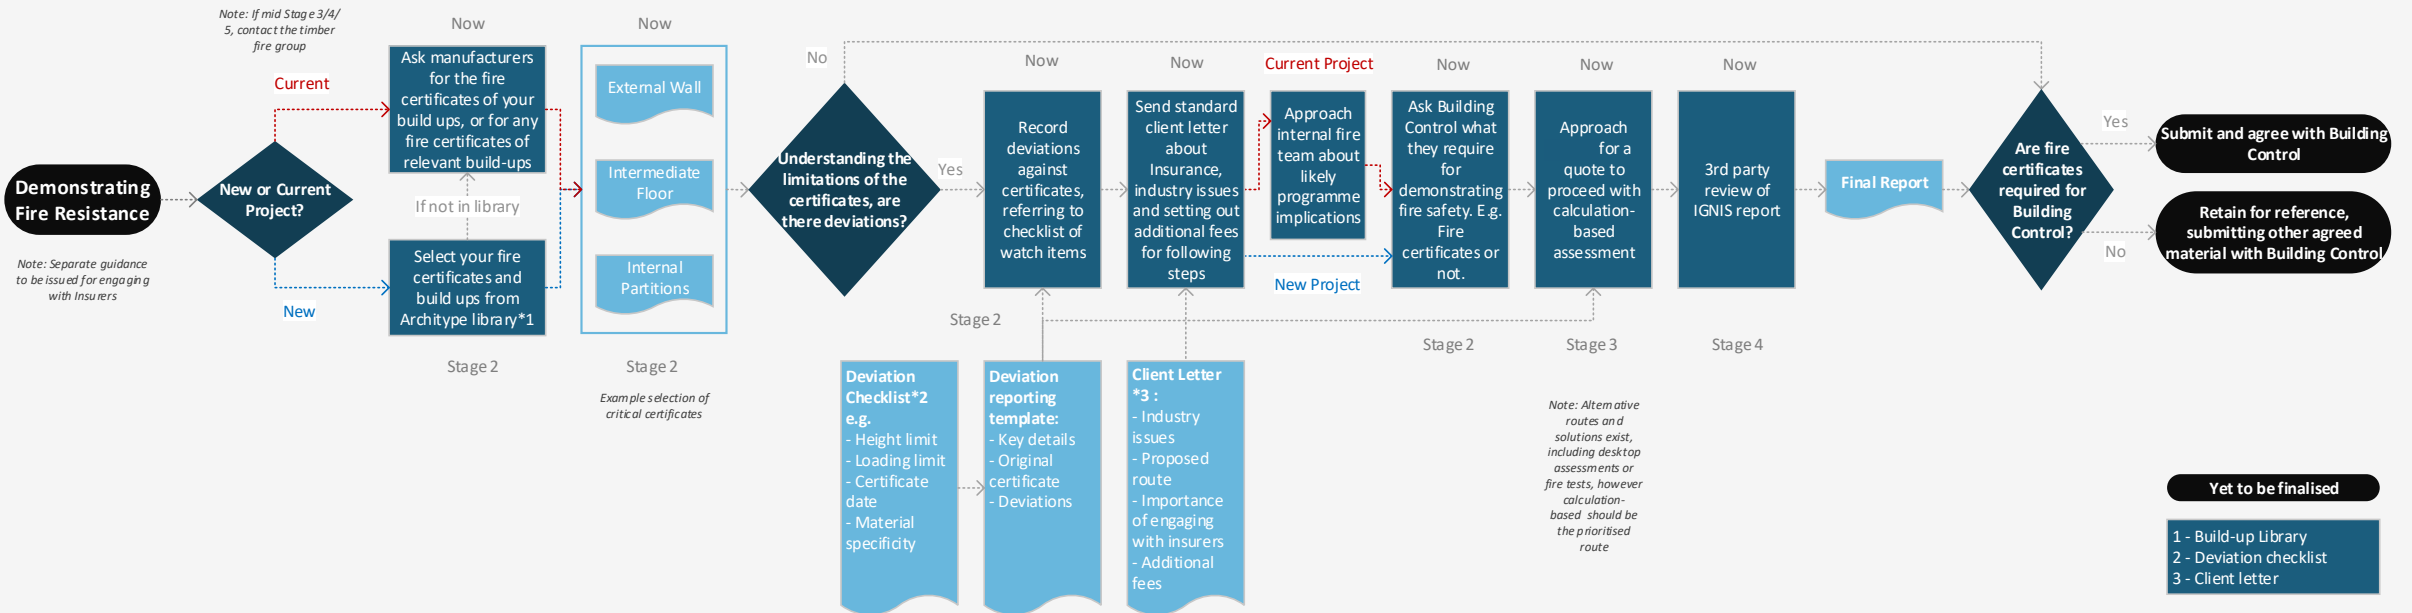 Demonstrating
Fire Resistance
Note: Separate guidance
to be issued for engaging
with Insurers
Note: If mid Stage 3/4/
5, contact the timber
fire group
New or Current
Project?
Current
New
Now
Ask manufacturers
for the fire
certificates of your
build ups, or for any
fire certificates of
relevant build-ups
If not in library
Select your fire
certificates and
build ups from
Architype library*1
Stage 2
Now
External Wall
Intermediate
Floor
Internal
Partitions
Stage 2
Example selection of
critical certificates
No
Understanding the
limitations of the
certificates, are
there deviations?
Yes
Now
Record
deviations
against
certificates,
referring to
checklist of
watch items
Stage 2
Now
Send standard
client letter
about
Insurance,
industry issues
and setting out
additional fees
for following
steps
Current Project
Approach
internal fire
team about
likely
programme
implications
New Project
Now
Ask Building
Control what
they require
for
demonstrating
fire safety. E.g.
Fire
certificates or
not.
Stage 2
Now
Approach
for a
quote to
proceed with
calculation-
based
assessment
Stage 3
Now
3rd party
review of
IGNIS report
Stage 4
Final Report
Are fire
certificates
required for
Building
Control?
Yes
Submit and agree with Building
Control
No
Retain for reference,
submitting other agreed
material with Building Control
Deviation
Checklist*2
e.g.
- Height limit
- Loading limit
- Certificate
date
- Material
specificity
Deviation
reporting
template:
- Key details
- Original
certificate
- Deviations
Client Letter
*3 :
- Industry
issues
- Proposed
route
- Importance
of engaging
with insurers
- Additional
fees
Note: Alternative
routes and
solutions exist,
including desktop
assessments or
fire tests, however
calculation-
based should be
the prioritised
route
Yet to be finalised
1 - Build-up Library
2 - Deviation checklist
3 - Client letter